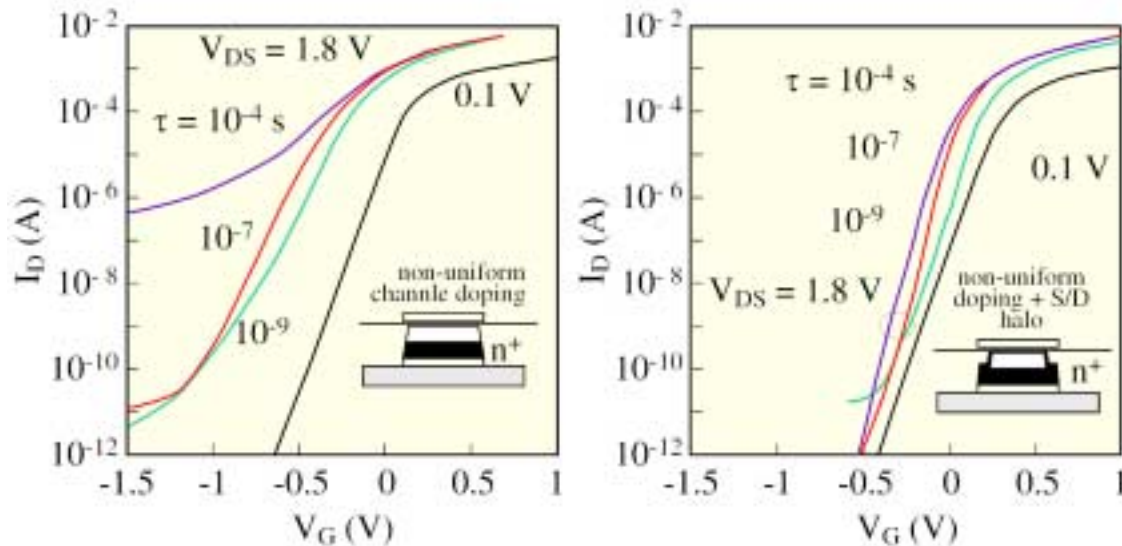 10⁻²
10⁻⁴
10⁻⁶
10⁻⁸
10⁻¹⁰
10⁻¹²
I_D (A)
V_DS = 1.8 V
0.1 V
τ = 10⁻⁴ s
10⁻⁷
10⁻⁹
non-uniform
channle doping
n⁺
-1.5 -1 -0.5 0 0.5 1
V_G (V)
10⁻²
10⁻⁴
10⁻⁶
10⁻⁸
10⁻¹⁰
10⁻¹²
I_D (A)
τ = 10⁻⁴ s
10⁻⁷
0.1 V
10⁻⁹
V_DS = 1.8 V
non-uniform
doping + S/D
halo
n⁺
-1.5 -1 -0.5 0 0.5 1
V_G (V)